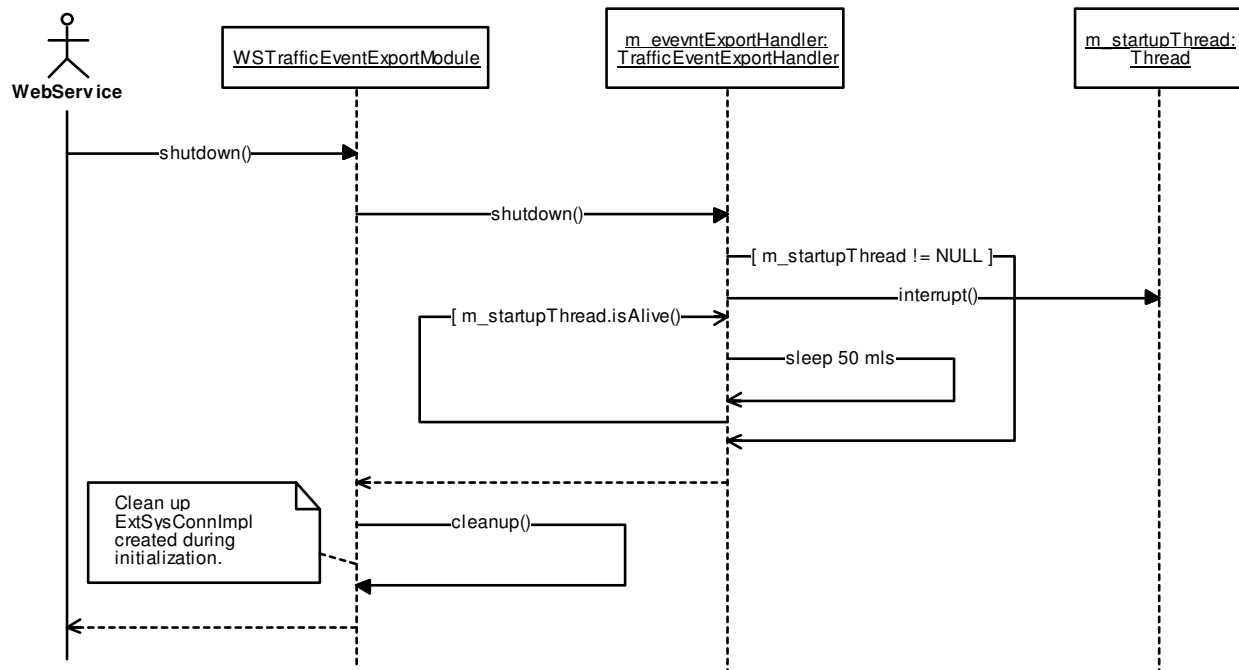 WebService
WSTrafficEventExportModule
m_evevntExportHandler:
TrafficEventExportHandler
m_startupThread:
Thread
shutdown()
shutdown()
[ m_startupThread != NULL ]
interrupt()
[ m_startupThread.isAlive()
sleep 50 mls
Clean up
ExtSysConnImpl
created during
initialization.
cleanup()